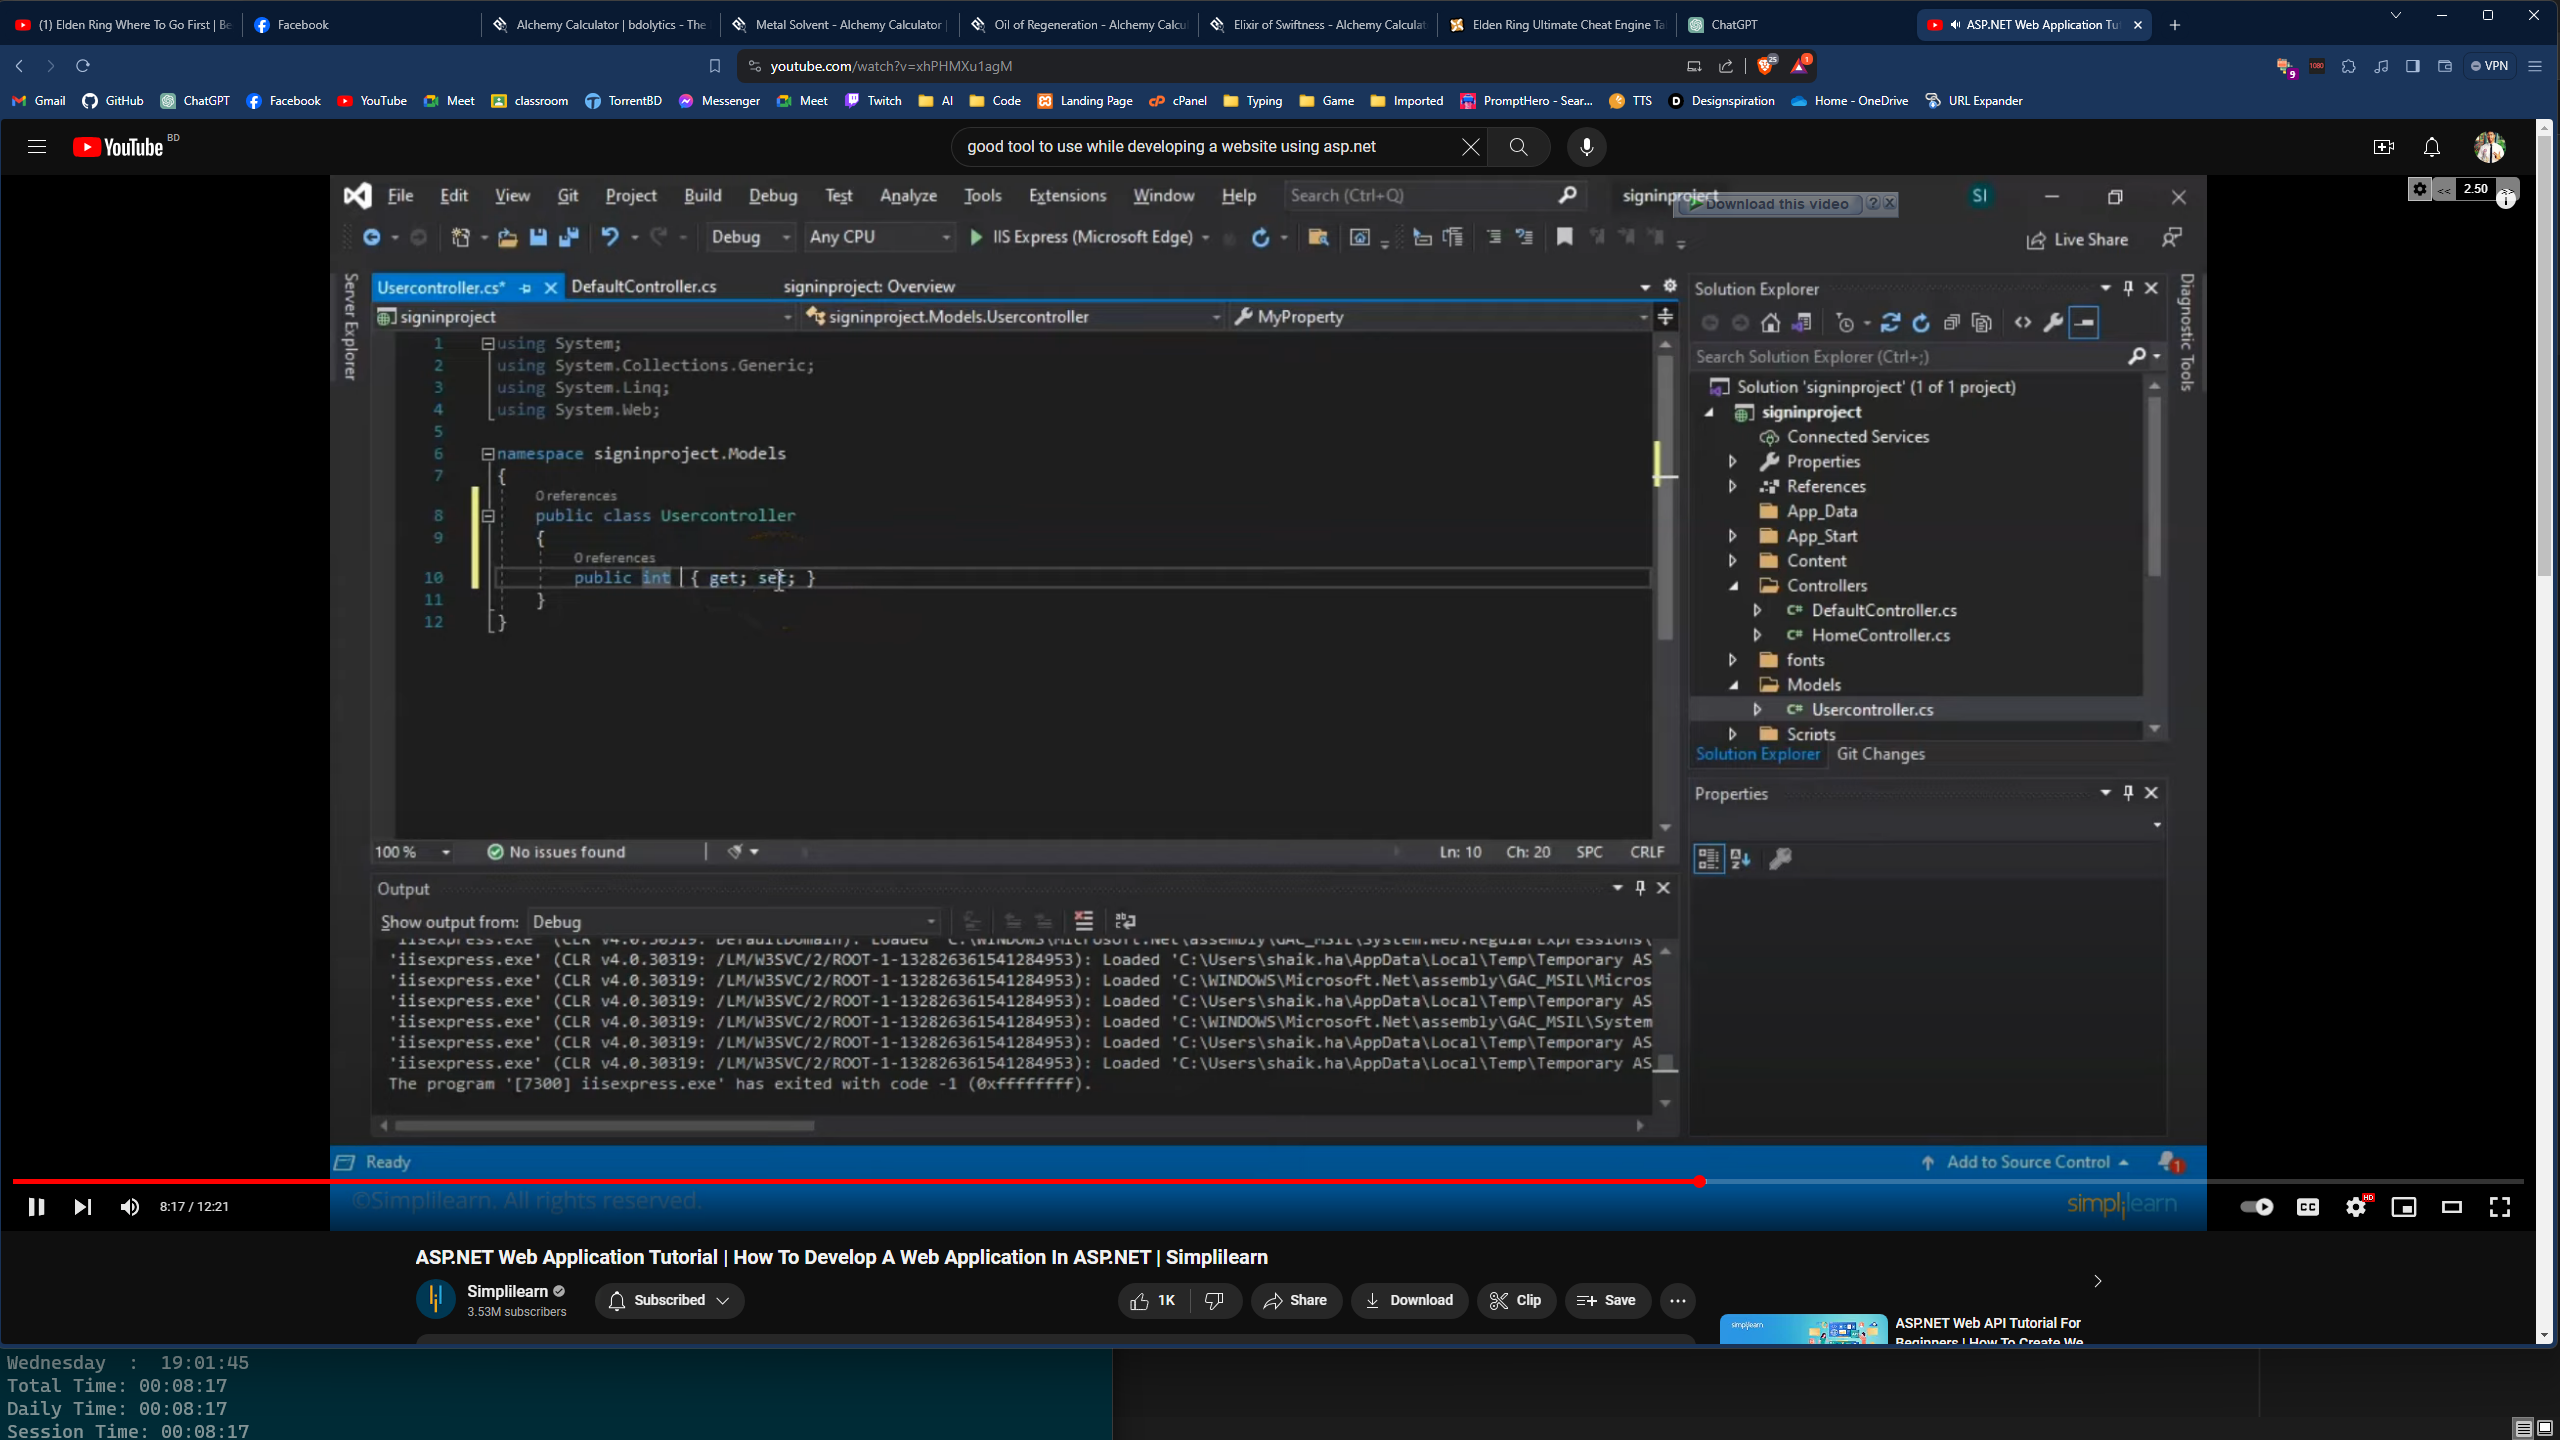 (1) Elden Ring Where To Go First | Be
Facebook
Alchemy Calculator | bdolytics - The
Metal Solvent - Alchemy Calculator |
Oil of Regeneration - Alchemy Calcul
Elixir of Swiftness - Alchemy Calculat
Elden Ring Ultimate Cheat Engine Ta
ChatGPT
ASP.NET Web Application Tut
youtube.com/watch?v=xhPHMXu1agM
25
1
9
1080
VPN
Gmail
GitHub
ChatGPT
Facebook
YouTube
Meet
classroom
TorrentBD
Messenger
Meet
Twitch
AI
Code
Landing Page
cPanel
Typing
Game
Imported
PromptHero - Sear...
TTS
Designspiration
Home - OneDrive
URL Expander
YouTube BD
good tool to use while developing a website using asp.net
File Edit View Git Project Build Debug Test Analyze Tools Extensions Window Help
Search (Ctrl+Q)
signinproject
Download this video
SI
<< 2.50
Debug
Any CPU
IIS Express (Microsoft Edge)
Live Share
Server Explorer
Usercontroller.cs*
DefaultController.cs
signinproject: Overview
signinproject
signinproject.Models.Usercontroller
MyProperty
1 using System;
2 using System.Collections.Generic;
3 using System.Linq;
4 using System.Web;
5
6 namespace signinproject.Models
7 {
0 references
8 public class Usercontroller
9 {
0 references
10 public int { get; set; }
11 }
12 }
100 %
No issues found
Ln: 10 Ch: 20 SPC CRLF
Output
Show output from: Debug
'iisexpress.exe' (CLR v4.0.30319: DefaultDomain): Loaded 'C:\WINDOWS\Microsoft.Net\assembly\GAC_MSIL\System.Web.RegularExpressions\
'iisexpress.exe' (CLR v4.0.30319: /LM/W3SVC/2/ROOT-1-132826361541284953): Loaded 'C:\Users\shaik.ha\AppData\Local\Temp\Temporary AS
'iisexpress.exe' (CLR v4.0.30319: /LM/W3SVC/2/ROOT-1-132826361541284953): Loaded 'C:\WINDOWS\Microsoft.Net\assembly\GAC_MSIL\Micros
'iisexpress.exe' (CLR v4.0.30319: /LM/W3SVC/2/ROOT-1-132826361541284953): Loaded 'C:\Users\shaik.ha\AppData\Local\Temp\Temporary AS
'iisexpress.exe' (CLR v4.0.30319: /LM/W3SVC/2/ROOT-1-132826361541284953): Loaded 'C:\WINDOWS\Microsoft.Net\assembly\GAC_MSIL\System
'iisexpress.exe' (CLR v4.0.30319: /LM/W3SVC/2/ROOT-1-132826361541284953): Loaded 'C:\Users\shaik.ha\AppData\Local\Temp\Temporary AS
'iisexpress.exe' (CLR v4.0.30319: /LM/W3SVC/2/ROOT-1-132826361541284953): Loaded 'C:\Users\shaik.ha\AppData\Local\Temp\Temporary AS
The program '[7300] iisexpress.exe' has exited with code -1 (0xffffffff).
Solution Explorer
Search Solution Explorer (Ctrl+;)
Solution 'signinproject' (1 of 1 project)
signinproject
Connected Services
Properties
References
App_Data
App_Start
Content
Controllers
C# DefaultController.cs
C# HomeController.cs
fonts
Models
C# Usercontroller.cs
Scripts
Solution Explorer Git Changes
Properties
Diagnostic Tools
Ready
Add to Source Control
1
©Simplilearn. All rights reserved.
simplilearn
8:17 / 12:21
CC
HD
ASP.NET Web Application Tutorial | How To Develop A Web Application In ASP.NET | Simplilearn
Simplilearn
3.53M subscribers
Subscribed
1K
Share
Download
Clip
Save
simplilearn
ASP.NET Web API Tutorial For
Beginners | How To Create We
Wednesday : 19:01:45
Total Time: 00:08:17
Daily Time: 00:08:17
Session Time: 00:08:17